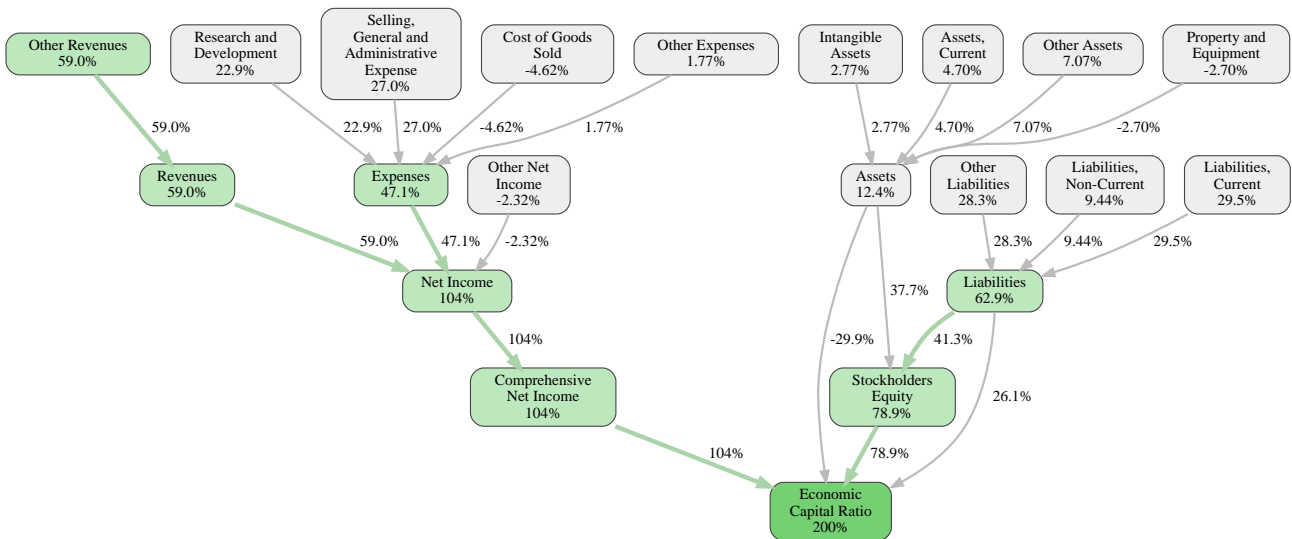 Other Revenues
59.0%
Research and
Development
22.9%
Selling,
General and
Administrative
Expense
27.0%
Cost of Goods
Sold
-4.62%
Other Expenses
1.77%
Intangible
Assets
2.77%
Assets,
Current
4.70%
Other Assets
7.07%
Property and
Equipment
-2.70%
59.0%
22.9%
27.0%
-4.62%
1.77%
2.77%
4.70%
7.07%
-2.70%
Revenues
59.0%
Expenses
47.1%
Other Net
Income
-2.32%
Assets
12.4%
Other
Liabilities
28.3%
Liabilities,
Non-Current
9.44%
Liabilities,
Current
29.5%
59.0%
47.1%
-2.32%
28.3%
9.44%
29.5%
Net Income
104%
37.7%
Liabilities
62.9%
104%
-29.9%
41.3%
Comprehensive
Net Income
104%
Stockholders
Equity
78.9%
26.1%
104%
78.9%
Economic
Capital Ratio
200%